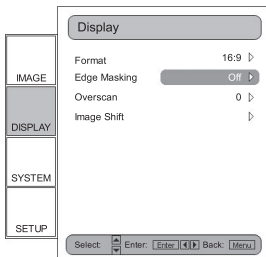 Display
Format 16:9
Edge Masking Off
Overscan 0
Image Shift
IMAGE
DISPLAY
SYSTEM
SETUP
Select: Enter: Enter Back: Menu